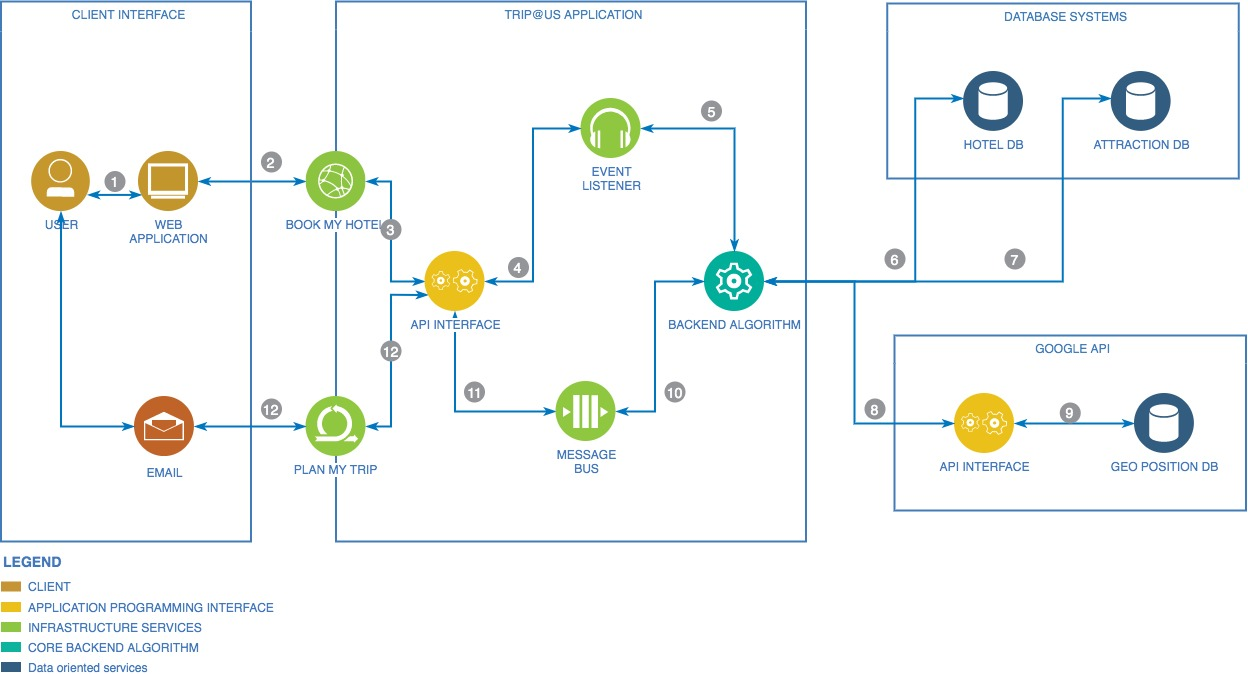 CLIENT INTERFACE
TRIP@US APPLICATION
DATABASE SYSTEMS
HOTEL DB
ATTRACTION DB
5
EVENT
LISTENER
1
2
USER
WEB
APPLICATION
BOOK MY HOTEL
3
4
6
7
API INTERFACE
BACKEND ALGORITHM
GOOGLE API
12
11
10
8
9
12
EMAIL
PLAN MY TRIP
MESSAGE
BUS
API INTERFACE
GEO POSITION DB
LEGEND
CLIENT
APPLICATION PROGRAMMING INTERFACE
INFRASTRUCTURE SERVICES
CORE BACKEND ALGORITHM
Data oriented services